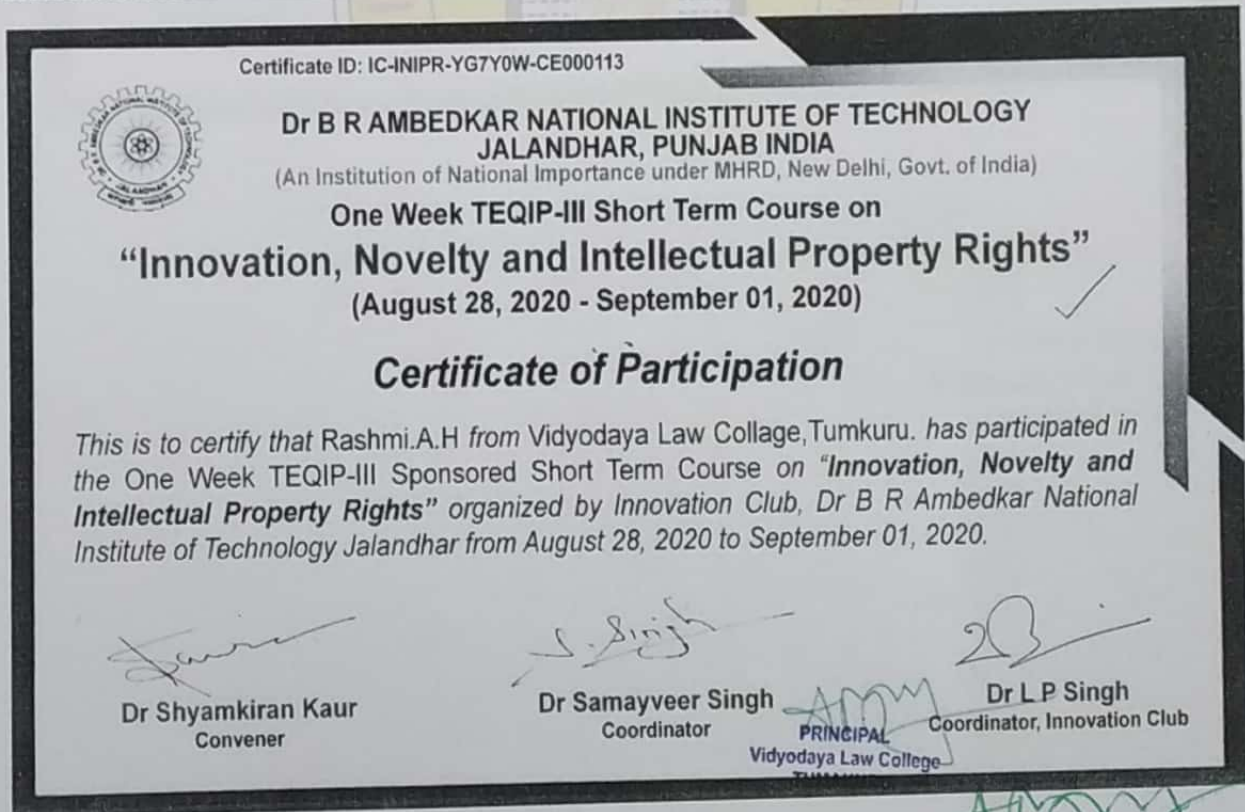 Certificate ID: IC-INIPR-YG7Y0W-CE000113
Dr B R AMBEDKAR NATIONAL INSTITUTE OF TECHNOLOGY
JALANDHAR, PUNJAB INDIA
(An Institution of National Importance under MHRD, New Delhi, Govt. of India)
One Week TEQIP-III Short Term Course on
“Innovation, Novelty and Intellectual Property Rights”
(August 28, 2020 - September 01, 2020)
Certificate of Participation
This is to certify that Rashmi.A.H from Vidyodaya Law Collage,Tumkuru. has participated in
the One Week TEQIP-III Sponsored Short Term Course on “Innovation, Novelty and
Intellectual Property Rights” organized by Innovation Club, Dr B R Ambedkar National
Institute of Technology Jalandhar from August 28, 2020 to September 01, 2020.
S. Singh
Dr Shyamkiran Kaur
Convener
Dr Samayveer Singh
Coordinator
Dr L P Singh
Coordinator, Innovation Club
PRINCIPAL
Vidyodaya Law College